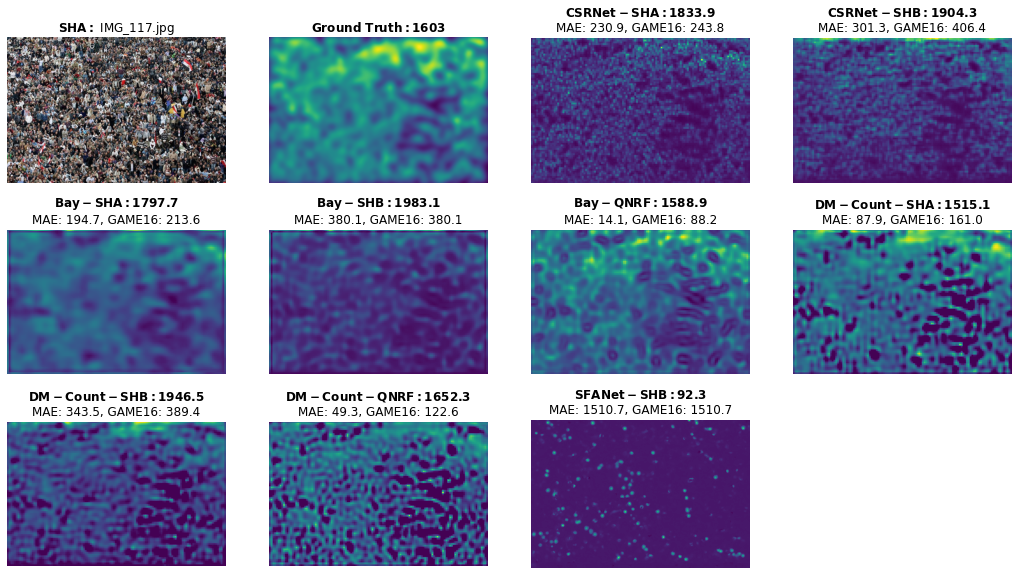 SHA: IMG_117.jpg
Ground Truth: 1603
CSRNet - SHA: 1833.9
MAE: 230.9, GAME16: 243.8
CSRNet - SHB: 1904.3
MAE: 301.3, GAME16: 406.4
Bay - SHA: 1797.7
MAE: 194.7, GAME16: 213.6
Bay - SHB: 1983.1
MAE: 380.1, GAME16: 380.1
Bay - QNRF: 1588.9
MAE: 14.1, GAME16: 88.2
DM - Count - SHA: 1515.1
MAE: 87.9, GAME16: 161.0
DM - Count - SHB: 1946.5
MAE: 343.5, GAME16: 389.4
DM - Count - QNRF: 1652.3
MAE: 49.3, GAME16: 122.6
SFANet - SHB: 92.3
MAE: 1510.7, GAME16: 1510.7